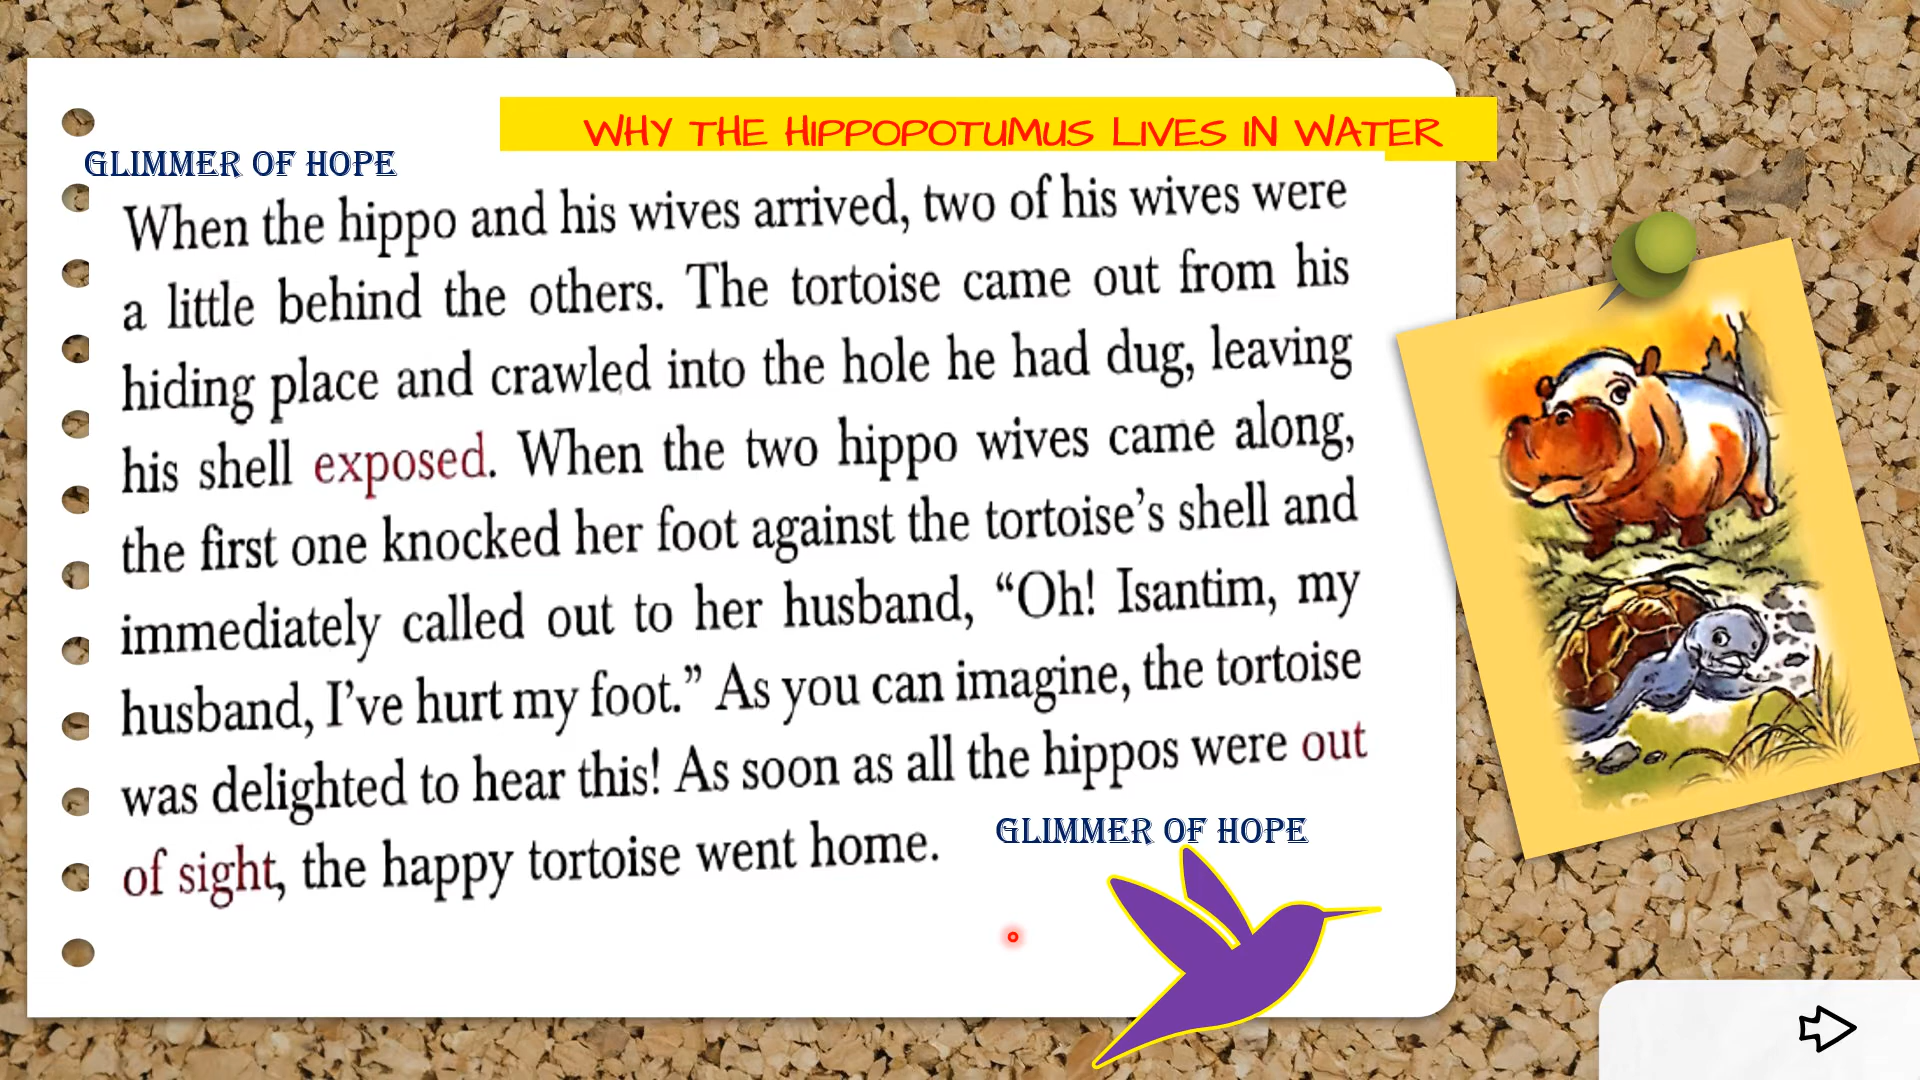 WHY THE HIPPOPOTUMUS LIVES IN WATER
GLIMMER OF HOPE
When the hippo and his wives arrived, two of his wives were
a little behind the others. The tortoise came out from his
hiding place and crawled into the hole he had dug, leaving
his shell exposed. When the two hippo wives came along,
the first one knocked her foot against the tortoise’s shell and
immediately called out to her husband, “Oh! Isantim, my
husband, I’ve hurt my foot.” As you can imagine, the tortoise
was delighted to hear this! As soon as all the hippos were out
of sight, the happy tortoise went home.
GLIMMER OF HOPE